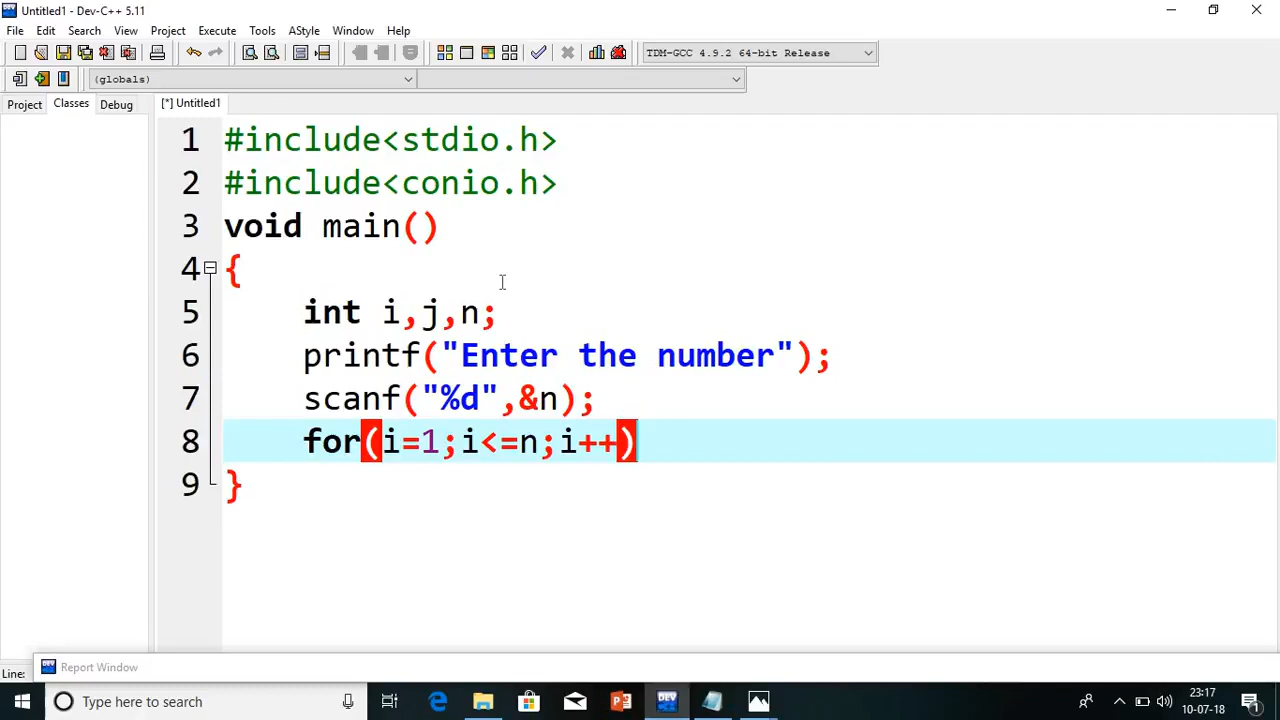 Untitled1 - Dev-C++ 5.11
File Edit Search View Project Execute Tools AStyle Window Help
TDM-GCC 4.9.2 64-bit Release
(globals)
Project Classes Debug [*] Untitled1
1 #include<stdio.h>
2 #include<conio.h>
3 void main()
4 {
5 int i,j,n;
6 printf("Enter the number");
7 scanf("%d",&n);
8 for(i=1;i<=n;i++)
9 }
Report Window
Line:
Type here to search
DEV
23:17
10-07-18
1